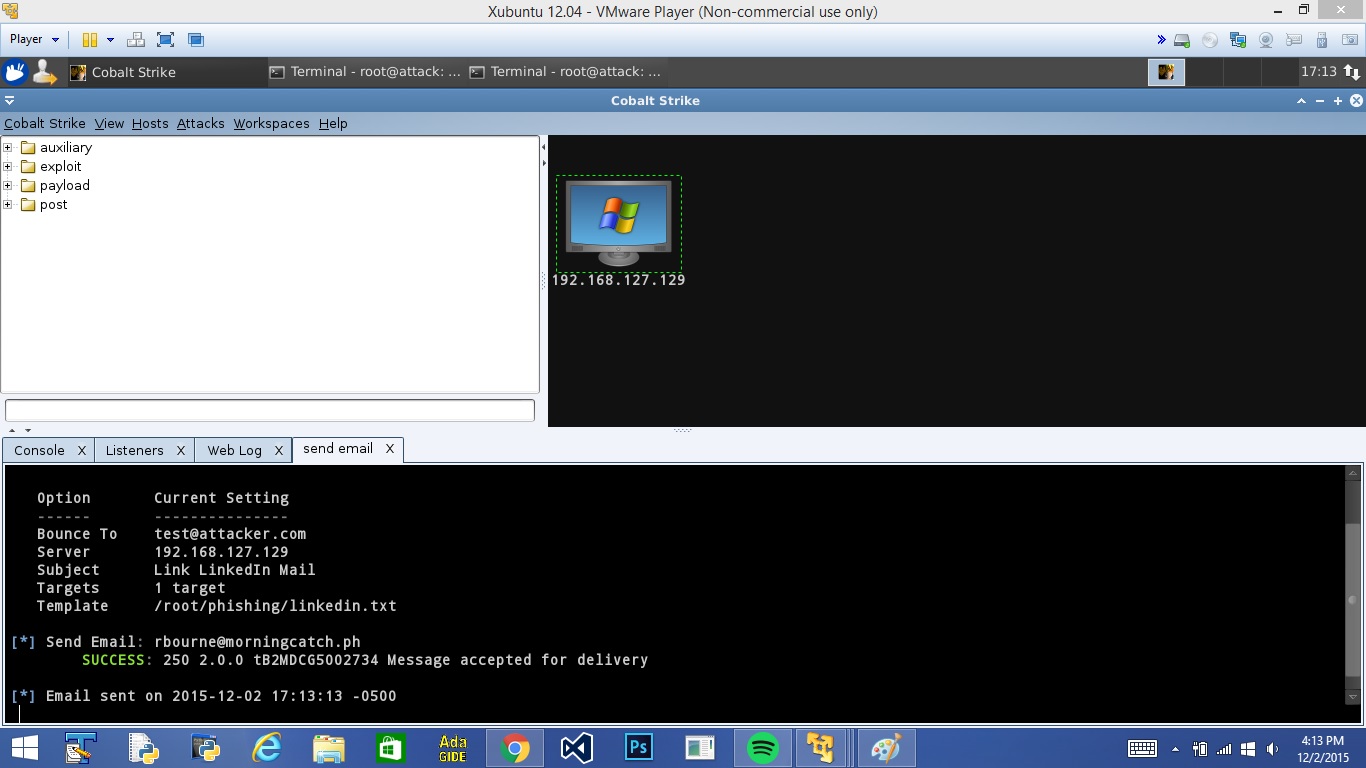 Xubuntu 12.04 - VMware Player (Non-commercial use only)
Player
Cobalt Strike
Terminal - root@attack: ...
Terminal - root@attack: ...
17:13
Cobalt Strike
Cobalt Strike View Hosts Attacks Workspaces Help
auxiliary
exploit
payload
post
192.168.127.129
Console X
Listeners X
Web Log X
send email X
Option Current Setting
------ ---------------
Bounce To test@attacker.com
Server 192.168.127.129
Subject Link LinkedIn Mail
Targets 1 target
Template /root/phishing/linkedin.txt
[*] Send Email: rbourne@morningcatch.ph
SUCCESS: 250 2.0.0 tB2MDCG5002734 Message accepted for delivery
[*] Email sent on 2015-12-02 17:13:13 -0500
Ada
GIDE
Ps
4:13 PM
12/2/2015